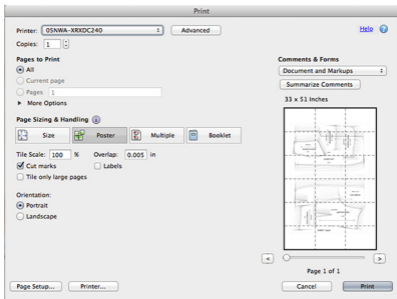 Print
Printer: 05NWA-XRXDC240 Advanced Help
Copies: 1
Pages to Print
All
Current page
Pages 1
More Options
Comments & Forms
Document and Markups
Summarize Comments
33 x 51 Inches
Page Sizing & Handling
Size Poster Multiple Booklet
Tile Scale: 100 % Overlap: 0.005 in
Cut marks Labels
Tile only large pages
Orientation:
Portrait
Landscape
Page 1 of 1
Page Setup... Printer... Cancel Print